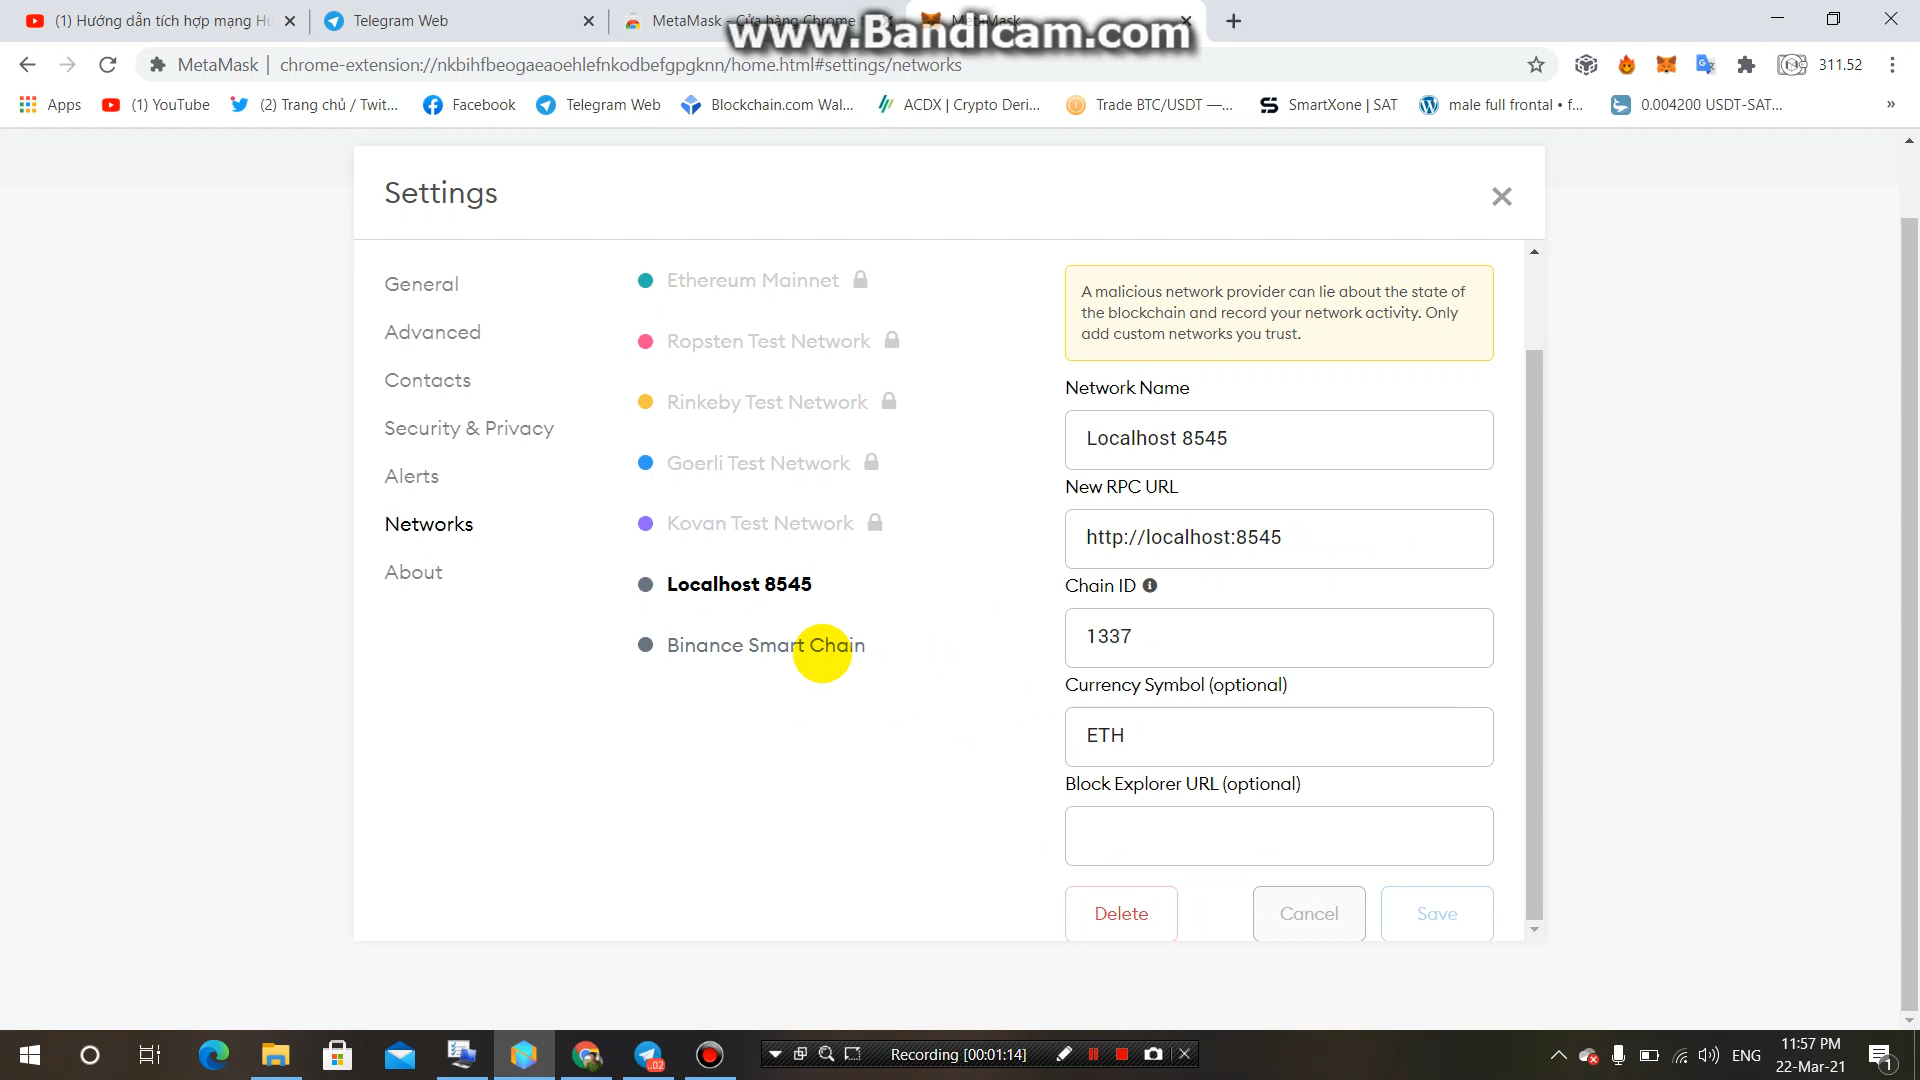 (1) Hướng dẫn tích hợp mạng Hu
Telegram Web
MetaMask - Cửa hàng Chrome
MetaMask
www.Bandicam.com
MetaMask
chrome-extension://nkbihfbeogaeaoehlefnkodbefgpgknn/home.html#settings/networks
311.52
Apps
(1) YouTube
(2) Trang chủ / Twit...
Facebook
Telegram Web
Blockchain.com Wal...
ACDX | Crypto Deri...
Trade BTC/USDT —...
SmartXone | SAT
male full frontal • f...
0.004200 USDT-SAT...
»
Settings
General
Advanced
Contacts
Security & Privacy
Alerts
Networks
About
Ethereum Mainnet
Ropsten Test Network
Rinkeby Test Network
Goerli Test Network
Kovan Test Network
Localhost 8545
Binance Smart Chain
A malicious network provider can lie about the state of
the blockchain and record your network activity. Only
add custom networks you trust.
Network Name
Localhost 8545
New RPC URL
http://localhost:8545
Chain ID
1337
Currency Symbol (optional)
ETH
Block Explorer URL (optional)
Delete
Cancel
Save
02
Recording [00:01:14]
ENG
11:57 PM
22-Mar-21
1